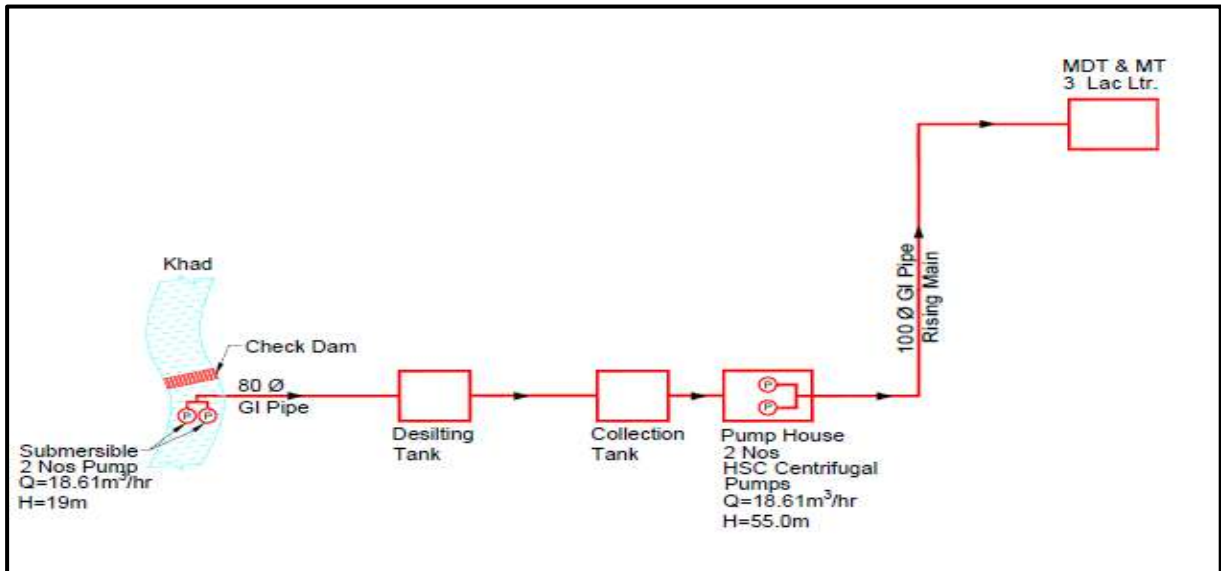 MDT & MT
3 Lac Ltr.
Khad
100 Ø GI Pipe
Rising Main
Check Dam
80 Ø
GI Pipe
P P
Submersible
2 Nos Pump
Q=18.61m³/hr
H=19m
Desilting
Tank
Collection
Tank
P
P
Pump House
2 Nos
HSC Centrifugal
Pumps
Q=18.61m³/hr
H=55.0m